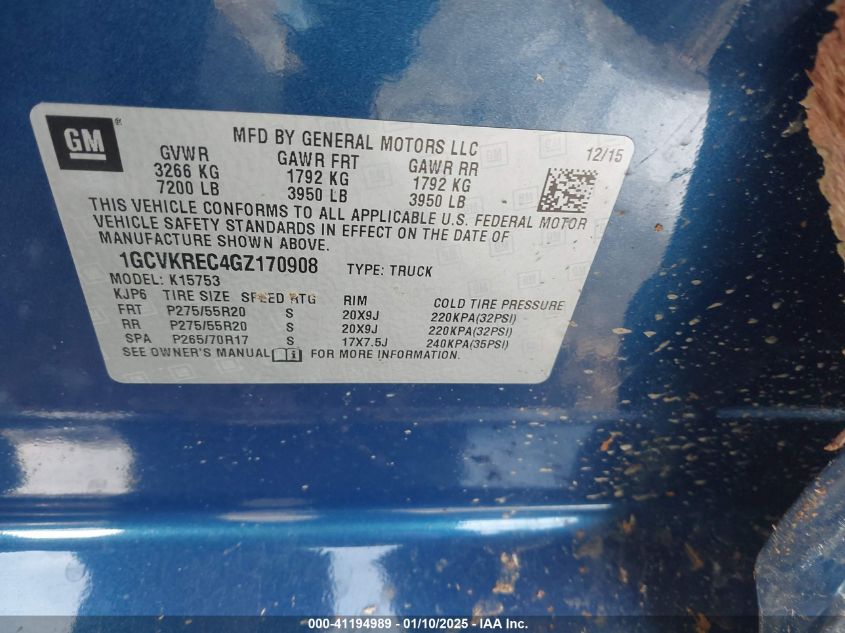 GM
®
MFD BY GENERAL MOTORS LLC
12/15
GVWR GAWR FRT GAWR RR
3266 KG 1792 KG 1792 KG
7200 LB 3950 LB 3950 LB
THIS VEHICLE CONFORMS TO ALL APPLICABLE U.S. FEDERAL MOTOR
VEHICLE SAFETY STANDARDS IN EFFECT ON THE DATE OF
MANUFACTURE SHOWN ABOVE.
1GCVKREC4GZ170908 TYPE: TRUCK
MODEL: K15753
KJP6 TIRE SIZE SPEED RTG RIM COLD TIRE PRESSURE
FRT P275/55R20 S 20X9J 220KPA(32PSI)
RR P275/55R20 S 20X9J 220KPA(32PSI)
SPA P265/70R17 S 17X7.5J 240KPA(35PSI)
SEE OWNER'S MANUAL FOR MORE INFORMATION.
000-41194989 - 01/10/2025 - IAA Inc.